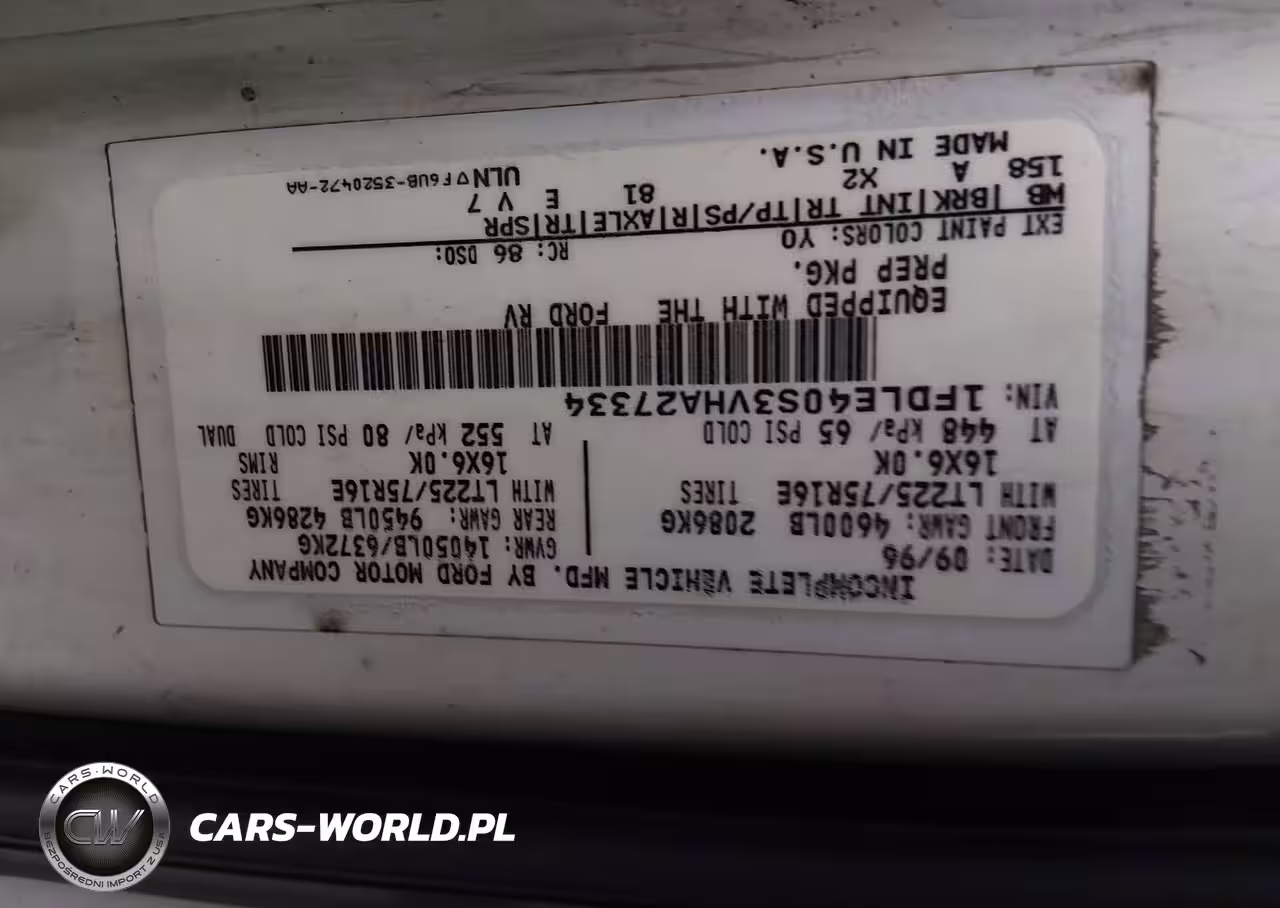 INCOMPLETE VEHICLE MFD. BY FORD MOTOR COMPANY
DATE: 09/96 GVWR: 14050LB/6372KG
FRONT GAWR: 4600LB 2086KG REAR GAWR: 9450LB 4286KG
WITH LT225/75R16E TIRES WITH LT225/75R16E TIRES
16X6.0K 16X6.0K RIMS
AT 448 kPa/ 65 PSI COLD AT 552 kPa/ 80 PSI COLD DUAL
VIN: 1FDLE40S3VHA27334
EQUIPPED WITH THE FORD RV
PREP PKG.
EXT PAINT COLORS: YO RC: 86 DSO:
WB|BRK|INT TR|TP/PS|R|AXLE|TR|SPR
158 A X2 81 E V 7
MADE IN U.S.A. ULN F6UB-3520472-AA
CARS-WORLD
CW
BEZPOŚREDNI IMPORT Z USA
CARS-WORLD.PL